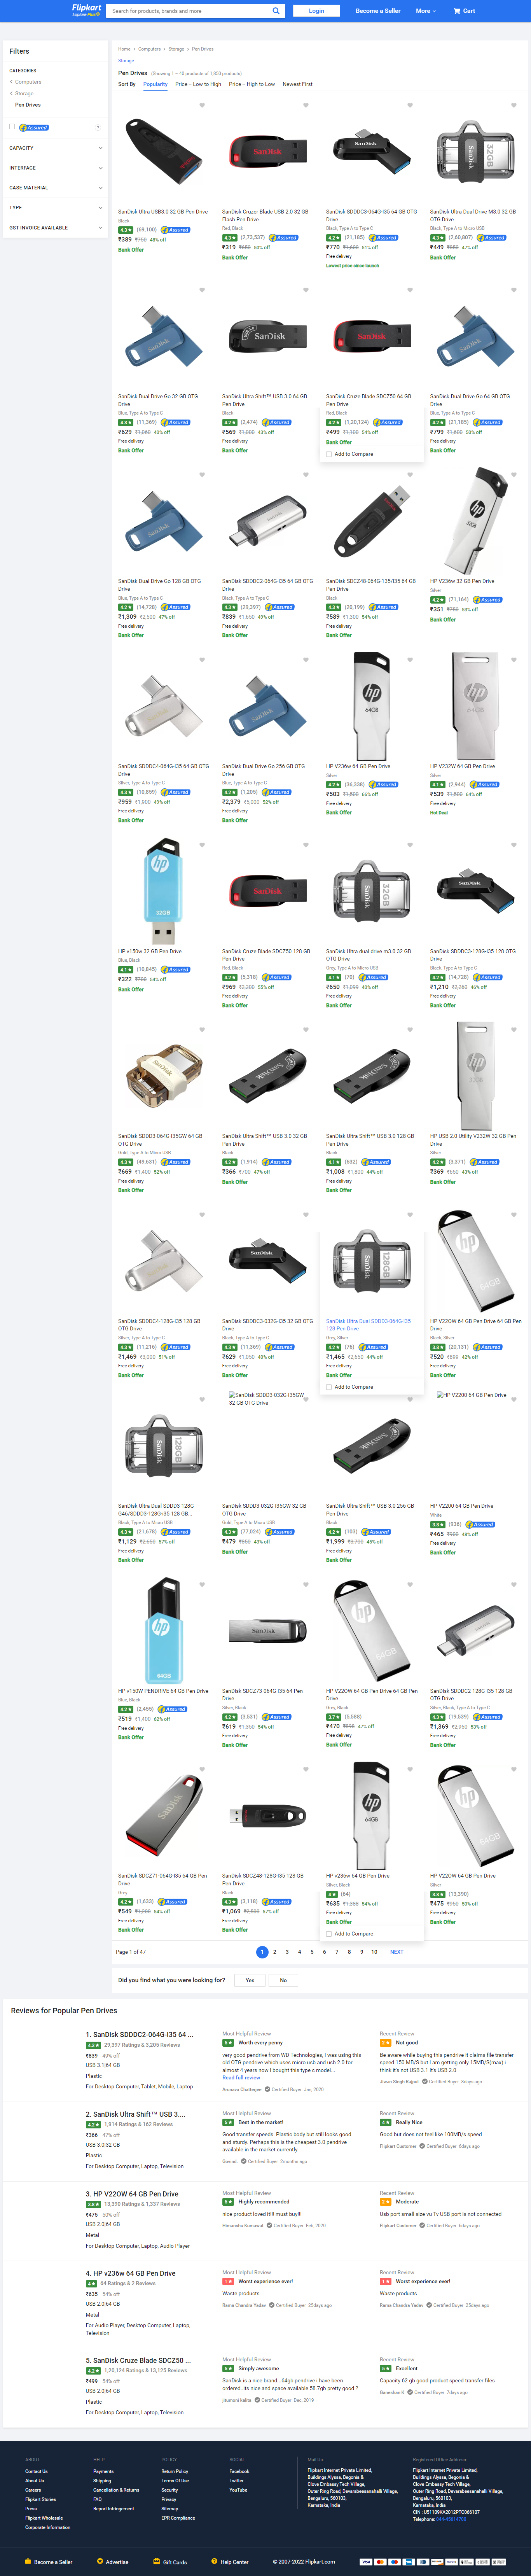 Flipkart
Explore Plus
Search for products, brands and more
Login
Become a Seller
More
Cart
Filters
CATEGORIES
Computers
Storage
Pen Drives
Assured
?
CAPACITY
INTERFACE
CASE MATERIAL
TYPE
GST INVOICE AVAILABLE
Home > Computers > Storage > Pen Drives
Storage
Pen Drives (Showing 1 – 40 products of 1,850 products)
Sort By Popularity Price -- Low to High Price -- High to Low Newest First
SanDisk Ultra USB3.0 32 GB Pen Drive
Black
4.3 ★ (69,100) Assured
₹389 ₹750 48% off
Bank Offer
SanDisk Cruzer Blade USB 2.0 32 GB
Flash Pen Drive
Red, Black
4.3 ★ (2,73,537) Assured
₹319 ₹650 50% off
Bank Offer
SanDisk SDDDC3-064G-I35 64 GB OTG
Drive
Black, Type A to Type C
4.2 ★ (21,185) Assured
₹770 ₹1,600 51% off
Free delivery
Lowest price since launch
SanDisk Ultra Dual Drive M3.0 32 GB
OTG Drive
Black, Type A to Micro USB
4.3 ★ (2,60,807) Assured
₹449 ₹850 47% off
Bank Offer
SanDisk Dual Drive Go 32 GB OTG
Drive
Blue, Type A to Type C
4.3 ★ (11,369) Assured
₹629 ₹1,060 40% off
Free delivery
Bank Offer
SanDisk Ultra Shift™ USB 3.0 64 GB
Pen Drive
Black
4.2 ★ (2,474) Assured
₹569 ₹1,000 43% off
Bank Offer
SanDisk Cruze Blade SDCZ50 64 GB
Pen Drive
Red, Black
4.2 ★ (1,20,124) Assured
₹499 ₹1,100 54% off
Bank Offer
Add to Compare
SanDisk Dual Drive Go 64 GB OTG
Drive
Blue, Type A to Type C
4.2 ★ (21,185) Assured
₹799 ₹1,600 50% off
Free delivery
Bank Offer
SanDisk Dual Drive Go 128 GB OTG
Drive
Blue, Type A to Type C
4.2 ★ (14,728) Assured
₹1,309 ₹2,500 47% off
Free delivery
Bank Offer
SanDisk SDDDC2-064G-I35 64 GB OTG
Drive
Black, Type A to Type C
4.3 ★ (29,397) Assured
₹839 ₹1,650 49% off
Free delivery
Bank Offer
SanDisk SDCZ48-064G-135/I35 64 GB
Pen Drive
Black
4.3 ★ (20,199) Assured
₹589 ₹1,300 54% off
Free delivery
Bank Offer
HP V236w 32 GB Pen Drive
Silver
4.2 ★ (71,164) Assured
₹351 ₹750 53% off
Bank Offer
SanDisk SDDDC4-064G-I35 64 GB OTG
Drive
Silver, Type A to Type C
4.3 ★ (10,859) Assured
₹959 ₹1,900 49% off
Free delivery
Bank Offer
SanDisk Dual Drive Go 256 GB OTG
Drive
Blue, Type A to Type C
4.2 ★ (1,205) Assured
₹2,379 ₹5,000 52% off
Free delivery
Bank Offer
HP V236w 64 GB Pen Drive
Silver
4.2 ★ (36,338) Assured
₹503 ₹1,500 66% off
Free delivery
Bank Offer
HP V232W 64 GB Pen Drive
Silver
4.1 ★ (2,944) Assured
₹539 ₹1,500 64% off
Free delivery
Hot Deal
HP v150w 32 GB Pen Drive
Blue, Black
4.1 ★ (10,845) Assured
₹322 ₹700 54% off
Bank Offer
SanDisk Cruze Blade SDCZ50 128 GB
Pen Drive
Red, Black
4.2 ★ (5,318) Assured
₹969 ₹2,200 55% off
Free delivery
Bank Offer
SanDisk Ultra dual drive m3.0 32 GB
OTG Drive
Grey, Type A to Micro USB
4.1 ★ (70) Assured
₹650 ₹1,099 40% off
Free delivery
Bank Offer
SanDisk SDDDC3-128G-I35 128 OTG
Drive
Black, Type A to Type C
4.2 ★ (14,728) Assured
₹1,210 ₹2,260 46% off
Free delivery
Bank Offer
SanDisk SDDD3-064G-I35GW 64 GB
OTG Drive
Gold, Type A to Micro USB
4.3 ★ (49,631) Assured
₹669 ₹1,400 52% off
Free delivery
Bank Offer
SanDisk Ultra Shift™ USB 3.0 32 GB
Pen Drive
Black
4.2 ★ (1,914) Assured
₹366 ₹700 47% off
Bank Offer
SanDisk Ultra Shift™ USB 3.0 128 GB
Pen Drive
Black
4.1 ★ (632) Assured
₹1,008 ₹1,800 44% off
Free delivery
Bank Offer
HP USB 2.0 Utility V232W 32 GB Pen
Drive
Silver
4.2 ★ (3,371) Assured
₹369 ₹650 43% off
Bank Offer
SanDisk SDDDC4-128G-I35 128 GB
OTG Drive
Silver, Type A to Type C
4.3 ★ (11,216) Assured
₹1,469 ₹3,000 51% off
Free delivery
Bank Offer
SanDisk SDDDC3-032G-I35 32 GB OTG
Drive
Black, Type A to Type C
4.3 ★ (11,369) Assured
₹629 ₹1,050 40% off
Free delivery
Bank Offer
SanDisk Ultra Dual SDDD3-064G-I35
128 Pen Drive
Grey, Silver
4.2 ★ (76) Assured
₹1,465 ₹2,650 44% off
Free delivery
Bank Offer
Add to Compare
HP V220W 64 GB Pen Drive 64 GB Pen
Drive
Black, Silver
3.8 ★ (20,131) Assured
₹520 ₹899 42% off
Free delivery
Bank Offer
SanDisk Ultra Dual SDDD3-128G-
G46/SDDD3-128G-i35 128 GB...
Black, Type A to Micro USB
4.2 ★ (21,678) Assured
₹1,129 ₹2,650 57% off
Free delivery
Bank Offer
SanDisk SDDD3-032G-I35GW
32 GB OTG Drive
SanDisk SDDD3-032G-I35GW 32 GB
OTG Drive
Gold, Type A to Micro USB
4.3 ★ (77,024) Assured
₹479 ₹850 43% off
Bank Offer
SanDisk Ultra Shift™ USB 3.0 256 GB
Pen Drive
Black
4.2 ★ (103) Assured
₹1,999 ₹3,700 45% off
Free delivery
Bank Offer
HP V2200 64 GB Pen Drive
HP V2200 64 GB Pen Drive
White
3.8 ★ (936) Assured
₹465 ₹900 48% off
Free delivery
Bank Offer
HP v150W PENDRIVE 64 GB Pen Drive
Blue, Black
4.2 ★ (2,455) Assured
₹519 ₹1,400 62% off
Free delivery
Bank Offer
SanDisk SDCZ73-064G-I35 64 Pen
Drive
Silver, Black
4.2 ★ (3,531) Assured
₹619 ₹1,350 54% off
Free delivery
Bank Offer
HP V22OW 64 GB Pen Drive 64 GB Pen
Drive
Grey, Black
3.7 ★ (5,588)
₹470 ₹898 47% off
Free delivery
Bank Offer
SanDisk SDDDC2-128G-I35 128 GB
OTG Drive
Silver, Black, Type A to Type C
4.3 ★ (19,539) Assured
₹1,369 ₹2,950 53% off
Free delivery
Bank Offer
SanDisk SDCZ71-064G-I35 64 GB Pen
Drive
Grey
4.2 ★ (1,633) Assured
₹549 ₹1,200 54% off
Free delivery
Bank Offer
SanDisk SDCZ48-128G-I35 128 GB
Pen Drive
Black
4.3 ★ (3,118) Assured
₹1,069 ₹2,500 57% off
Free delivery
Bank Offer
HP v236w 64 GB Pen Drive
Silver, Black
4 ★ (64)
₹635 ₹1,388 54% off
Free delivery
Bank Offer
Add to Compare
HP V22OW 64 GB Pen Drive
Silver
3.8 ★ (13,390)
₹475 ₹950 50% off
Free delivery
Bank Offer
Page 1 of 47
1 2 3 4 5 6 7 8 9 10 NEXT
Did you find what you were looking for? Yes No
Reviews for Popular Pen Drives
1. SanDisk SDDDC2-064G-I35 64 ...
4.3 ★ 29,397 Ratings & 3,205 Reviews
₹839 49% off
USB 3.1|64 GB
Plastic
For Desktop Computer, Tablet, Mobile, Laptop
Most Helpful Review
5 ★ Worth every penny
very good pendrive from WD Technologies, I was using this
old OTG pendrive which uses micro usb and usb 2.0 for
almost 4 years now I bought this type c model...
Read full review
Arunava Chatterjee Certified Buyer Jan, 2020
Recent Review
2 ★ Not good
Be aware while buying this pendrive it claims file transfer
speed 150 MB/S but I am getting only 15MB/S(max) i
think it's not USB 3.1 It's USB 2.0
Jiwan Singh Rajput Certified Buyer 8days ago
2. SanDisk Ultra Shift™ USB 3....
4.2 ★ 1,914 Ratings & 162 Reviews
₹366 47% off
USB 3.0|32 GB
Plastic
For Desktop Computer, Laptop, Television
Most Helpful Review
5 ★ Best in the market!
Good transfer speeds. Plastic body but still looks good
and sturdy. Perhaps this is the cheapest 3.0 pendrive
available in the market currently.
Govind. Certified Buyer 2months ago
Recent Review
4 ★ Really Nice
Good but does not feel like 100MB/s speed
Flipkart Customer Certified Buyer 6days ago
3. HP V22OW 64 GB Pen Drive
3.8 ★ 13,390 Ratings & 1,337 Reviews
₹475 50% off
USB 2.0|64 GB
Metal
For Desktop Computer, Laptop, Audio Player
Most Helpful Review
5 ★ Highly recommended
nice product loved it!!! must buy!!!
Himanshu Kumawat Certified Buyer Feb, 2020
Recent Review
2 ★ Moderate
Usb port small size vu Tv USB port is not connected
Flipkart Customer Certified Buyer 6days ago
4. HP v236w 64 GB Pen Drive
4 ★ 64 Ratings & 2 Reviews
₹635 54% off
USB 2.0|64 GB
Metal
For Audio Player, Desktop Computer, Laptop,
Television
Most Helpful Review
1 ★ Worst experience ever!
Waste products
Rama Chandra Yadav Certified Buyer 25days ago
Recent Review
1 ★ Worst experience ever!
Waste products
Rama Chandra Yadav Certified Buyer 25days ago
5. SanDisk Cruze Blade SDCZ50 ...
4.2 ★ 1,20,124 Ratings & 13,125 Reviews
₹499 54% off
USB 2.0|64 GB
Plastic
For Desktop Computer, Laptop, Television
Most Helpful Review
5 ★ Simply awesome
SanDisk is a nice brand...64gb pendrive i have been
ordered..its nice and space available 58.7gb pretty good ?
jitumoni kalita Certified Buyer Dec, 2019
Recent Review
5 ★ Excellent
Capacity 62 gb good product speed transfer files
Ganeshan K Certified Buyer 7days ago
ABOUT
Contact Us
About Us
Careers
Flipkart Stories
Press
Flipkart Wholesale
Corporate Information
HELP
Payments
Shipping
Cancellation & Returns
FAQ
Report Infringement
POLICY
Return Policy
Terms Of Use
Security
Privacy
Sitemap
EPR Compliance
SOCIAL
Facebook
Twitter
YouTube
Mail Us:
Flipkart Internet Private Limited,
Buildings Alyssa, Begonia &
Clove Embassy Tech Village,
Outer Ring Road, Devarabeesanahalli Village,
Bengaluru, 560103,
Karnataka, India
Registered Office Address:
Flipkart Internet Private Limited,
Buildings Alyssa, Begonia &
Clove Embassy Tech Village,
Outer Ring Road, Devarabeesanahalli Village,
Bengaluru, 560103,
Karnataka, India
CIN : U51109KA2012PTC066107
Telephone: 044-45614700
Become a Seller
Advertise
Gift Cards
Help Center
© 2007-2022 Flipkart.com
VISA